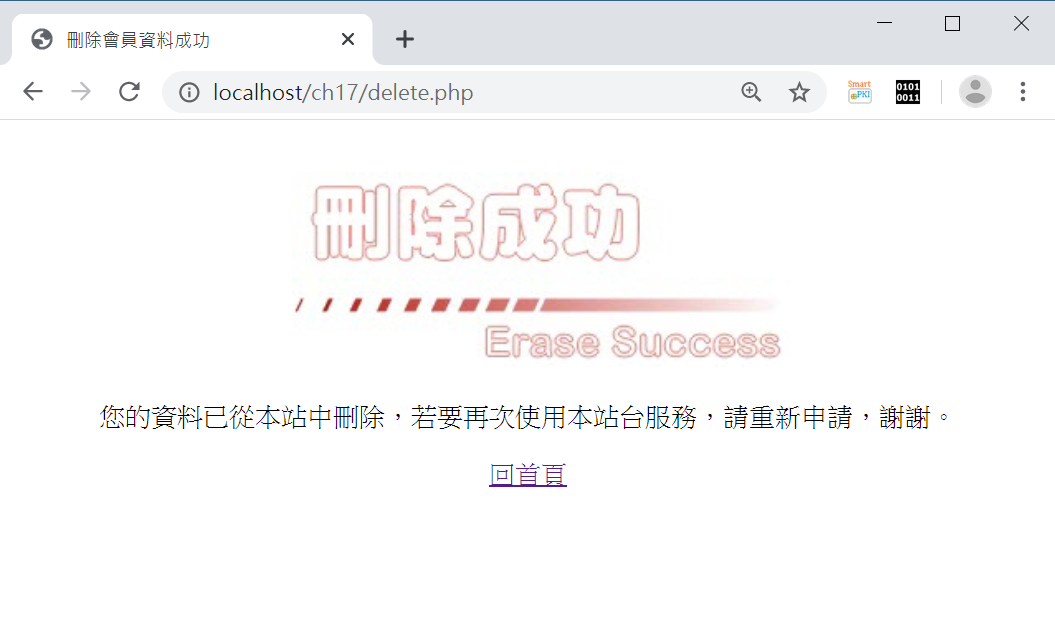 刪除會員資料成功
localhost/ch17/delete.php
Smart
PKI
0101
0011
刪除成功
Erase Success
您的資料已從本站中刪除，若要再次使用本站台服務，請重新申請，謝謝。
回首頁